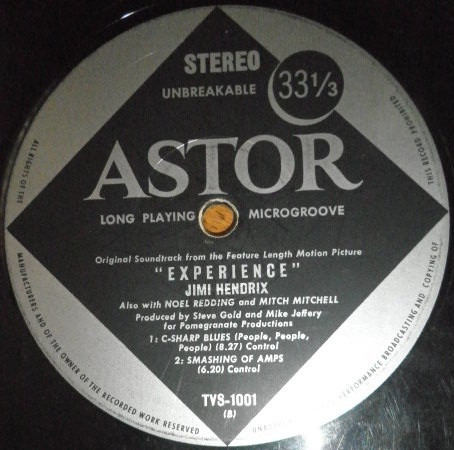 STEREO
UNBREAKABLE
33⅓
ASTOR
LONG PLAYING MICROGROOVE
Original Soundtrack from the Feature Length Motion Picture
"EXPERIENCE"
JIMI HENDRIX
Also with NOEL REDDING and MITCH MITCHELL
Produced by Steve Gold and Mike Jeffery
for Pomegranate Productions
1: C-SHARP BLUES (People, People,
People) (8.27) Control
2: SMASHING OF AMPS
(6.20) Control
TVS-1001
(B)
ALL RIGHTS OF THE
MANUFACTURERS AND OF THE OWNER OF THE RECORDED WORK RESERVED
PERFORMANCE BROADCASTING AND COPYING OF
THIS RECORD PROHIBITED